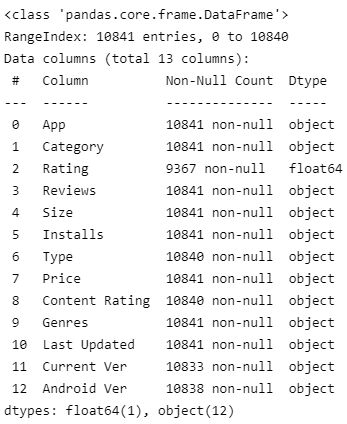 <class 'pandas.core.frame.DataFrame'>
RangeIndex: 10841 entries, 0 to 10840
Data columns (total 13 columns):
 #   Column          Non-Null Count  Dtype
---  ------          --------------  -----
 0   App             10841 non-null  object
 1   Category        10841 non-null  object
 2   Rating          9367 non-null   float64
 3   Reviews         10841 non-null  object
 4   Size            10841 non-null  object
 5   Installs        10841 non-null  object
 6   Type            10840 non-null  object
 7   Price           10841 non-null  object
 8   Content Rating  10840 non-null  object
 9   Genres          10841 non-null  object
 10  Last Updated    10841 non-null  object
 11  Current Ver     10833 non-null  object
 12  Android Ver     10838 non-null  object
dtypes: float64(1), object(12)